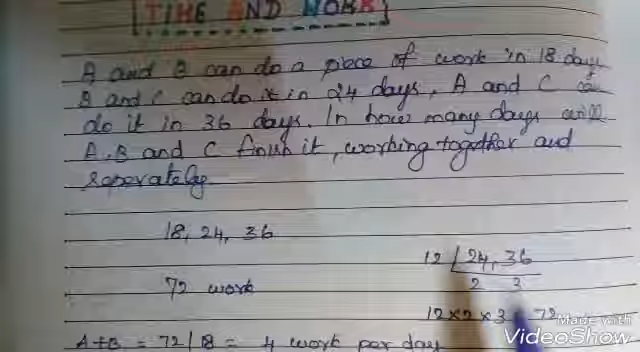 TIME AND WORK
A and B can do a piece of work in 18 days
B and C can do it in 24 days, A and C ca
do it in 36 days. In how many days will
A, B and C finish it, working together and
separately
18, 24, 36
12 24, 36
2 3
72 work
12 × 2 × 3 72
A+B = 72/18 = 4 work per day
Made with
VideoShow